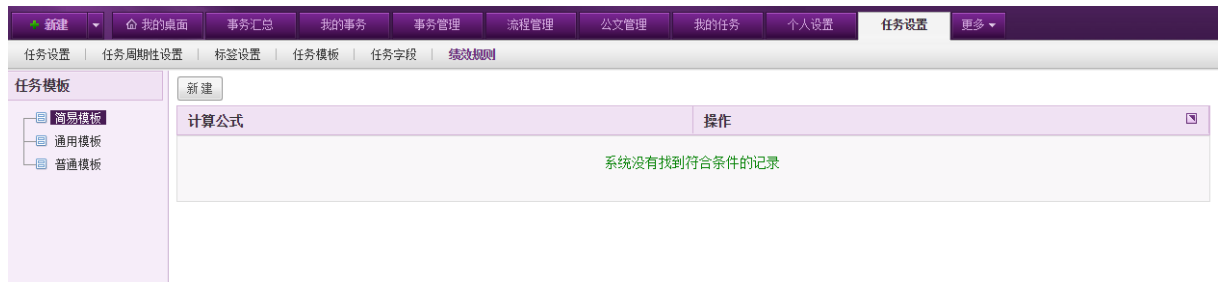 新建 我的桌面 事务汇总 我的事务 事务管理 流程管理 公文管理 我的任务 个人设置 任务设置 更多
任务设置 | 任务周期性设置 | 标签设置 | 任务模板 | 任务字段 | 绩效规则
任务模板
新建
简易模板
计算公式 操作
通用模板
普通模板
系统没有找到符合条件的记录